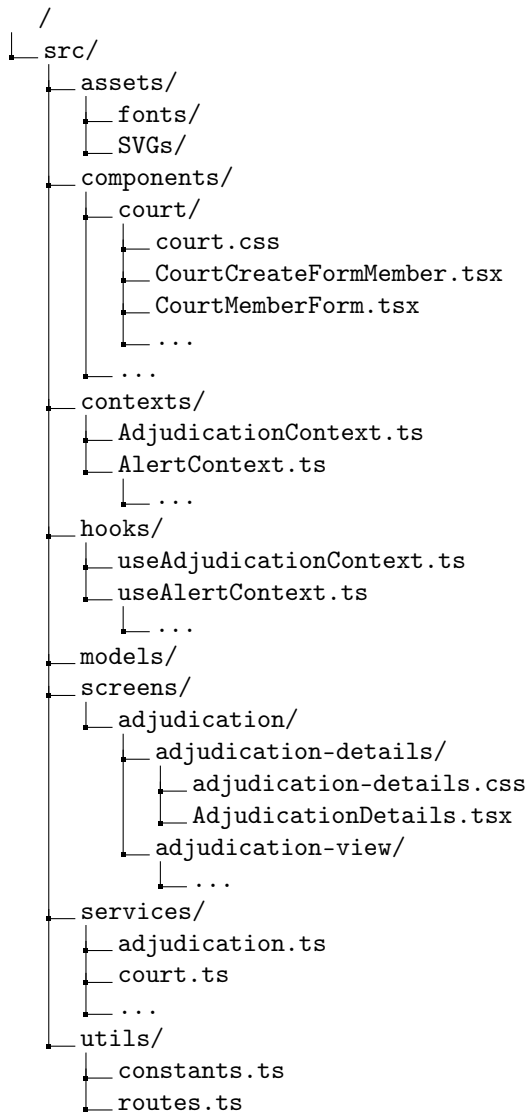 /
src/
assets/
fonts/
SVGs/
components/
court/
court.css
CourtCreateFormMember.tsx
CourtMemberForm.tsx
...
...
contexts/
AdjudicationContext.ts
AlertContext.ts
...
hooks/
useAdjudicationContext.ts
useAlertContext.ts
...
models/
screens/
adjudication/
adjudication-details/
adjudication-details.css
AdjudicationDetails.tsx
adjudication-view/
...
services/
adjudication.ts
court.ts
...
utils/
constants.ts
routes.ts